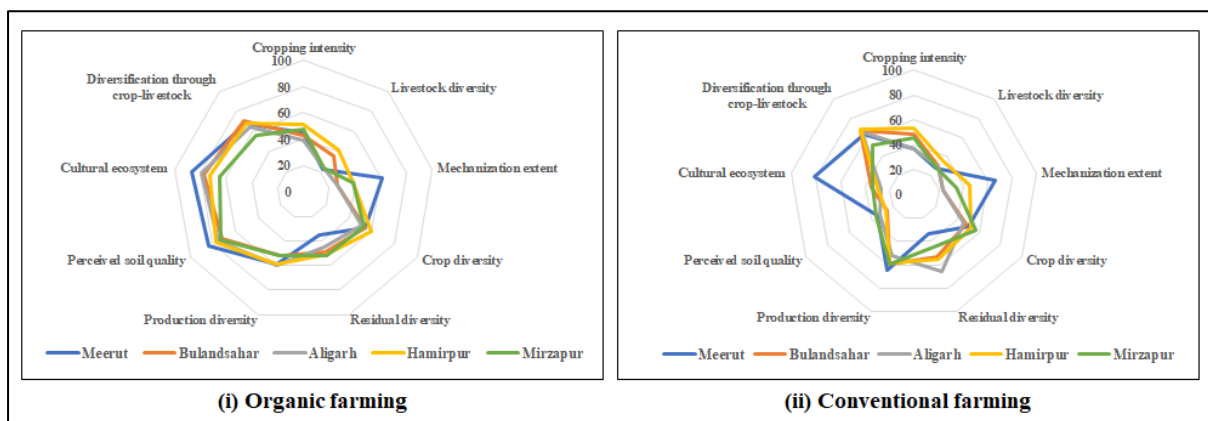 Cropping intensity
100
80
60
40
20
0
Livestock diversity
Mechanization extent
Crop diversity
Residual diversity
Production diversity
Perceived soil quality
Cultural ecosystem
Diversification through
crop-livestock
Meerut Bulandsahar Aligarh Hamirpur Mirzapur
(i) Organic farming
Cropping intensity
100
80
60
40
20
0
Livestock diversity
Mechanization extent
Crop diversity
Residual diversity
Production diversity
Perceived soil quality
Cultural ecosystem
Diversification through
crop-livestock
Meerut Bulandsahar Aligarh Hamirpur Mirzapur
(ii) Conventional farming